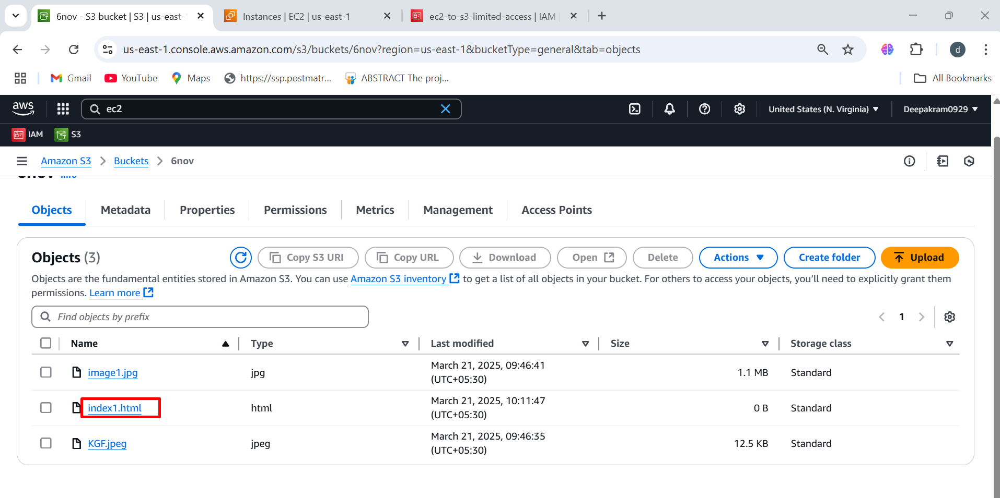 6nov - S3 bucket | S3 | us-east-
Instances | EC2 | us-east-1
ec2-to-s3-limited-access | IAM
us-east-1.console.aws.amazon.com/s3/buckets/6nov?region=us-east-1&bucketType=general&tab=objects
d
Gmail
YouTube
Maps
https://ssp.postmatr...
ABSTRACT The proj...
All Bookmarks
aws
ec2
United States (N. Virginia)
Deepakram0929
IAM
S3
Amazon S3
Buckets
6nov
6nov Info
Objects
Metadata
Properties
Permissions
Metrics
Management
Access Points
Objects (3)
Copy S3 URI
Copy URL
Download
Open
Delete
Actions
Create folder
Upload
Objects are the fundamental entities stored in Amazon S3. You can use Amazon S3 inventory to get a list of all objects in your bucket. For others to access your objects, you’ll need to explicitly grant them
permissions. Learn more
Find objects by prefix
1
Name
Type
Last modified
Size
Storage class
image1.jpg
jpg
March 21, 2025, 09:46:41
(UTC+05:30)
1.1 MB
Standard
index1.html
html
March 21, 2025, 10:11:47
(UTC+05:30)
0 B
Standard
KGF.jpeg
jpeg
March 21, 2025, 09:46:35
(UTC+05:30)
12.5 KB
Standard